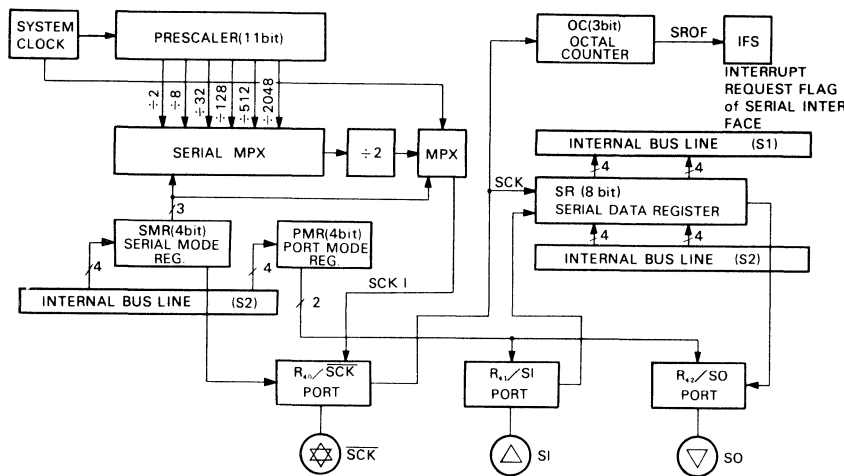 SYSTEM
CLOCK
PRESCALER(11bit)
÷2
÷8
÷32
÷128
÷512
÷2048
SERIAL MPX
÷2
MPX
OC(3bit)
OCTAL
COUNTER
SROF
IFS
INTERRUPT
REQUEST FLAG
of SERIAL INTER
FACE
INTERNAL BUS LINE (S1)
4
4
SCK
SR (8 bit)
SERIAL DATA REGISTER
4
4
INTERNAL BUS LINE (S2)
3
SMR(4bit)
SERIAL MODE
REG.
PMR(4bit)
PORT MODE
REG.
4
4
INTERNAL BUS LINE (S2)
SCK I
2
R₄₀/S̅C̅K̅
PORT
R₄₁/SI
PORT
R₄₂/SO
PORT
S̅C̅K̅
SI
SO